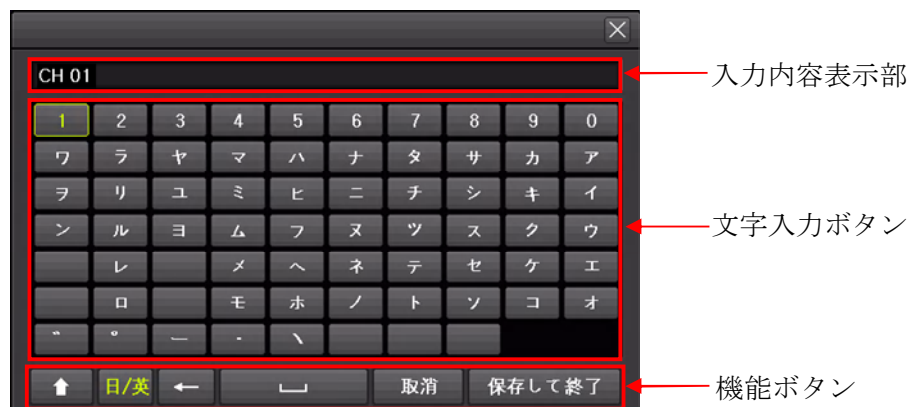 CH 01
入力内容表示部
1 2 3 4 5 6 7 8 9 0
ワ ラ ヤ マ ハ ナ タ サ カ ア
ヲ リ ユ ミ ヒ ニ チ シ キ イ
ン ル ヨ ム フ ヌ ツ ス ク ウ
文字入力ボタン
レ メ ヘ ネ テ セ ケ エ
ロ モ ホ ノ ト ソ コ オ
゛ ゜ ー ・ ヽ
日/英 ← 取消 保存して終了
機能ボタン